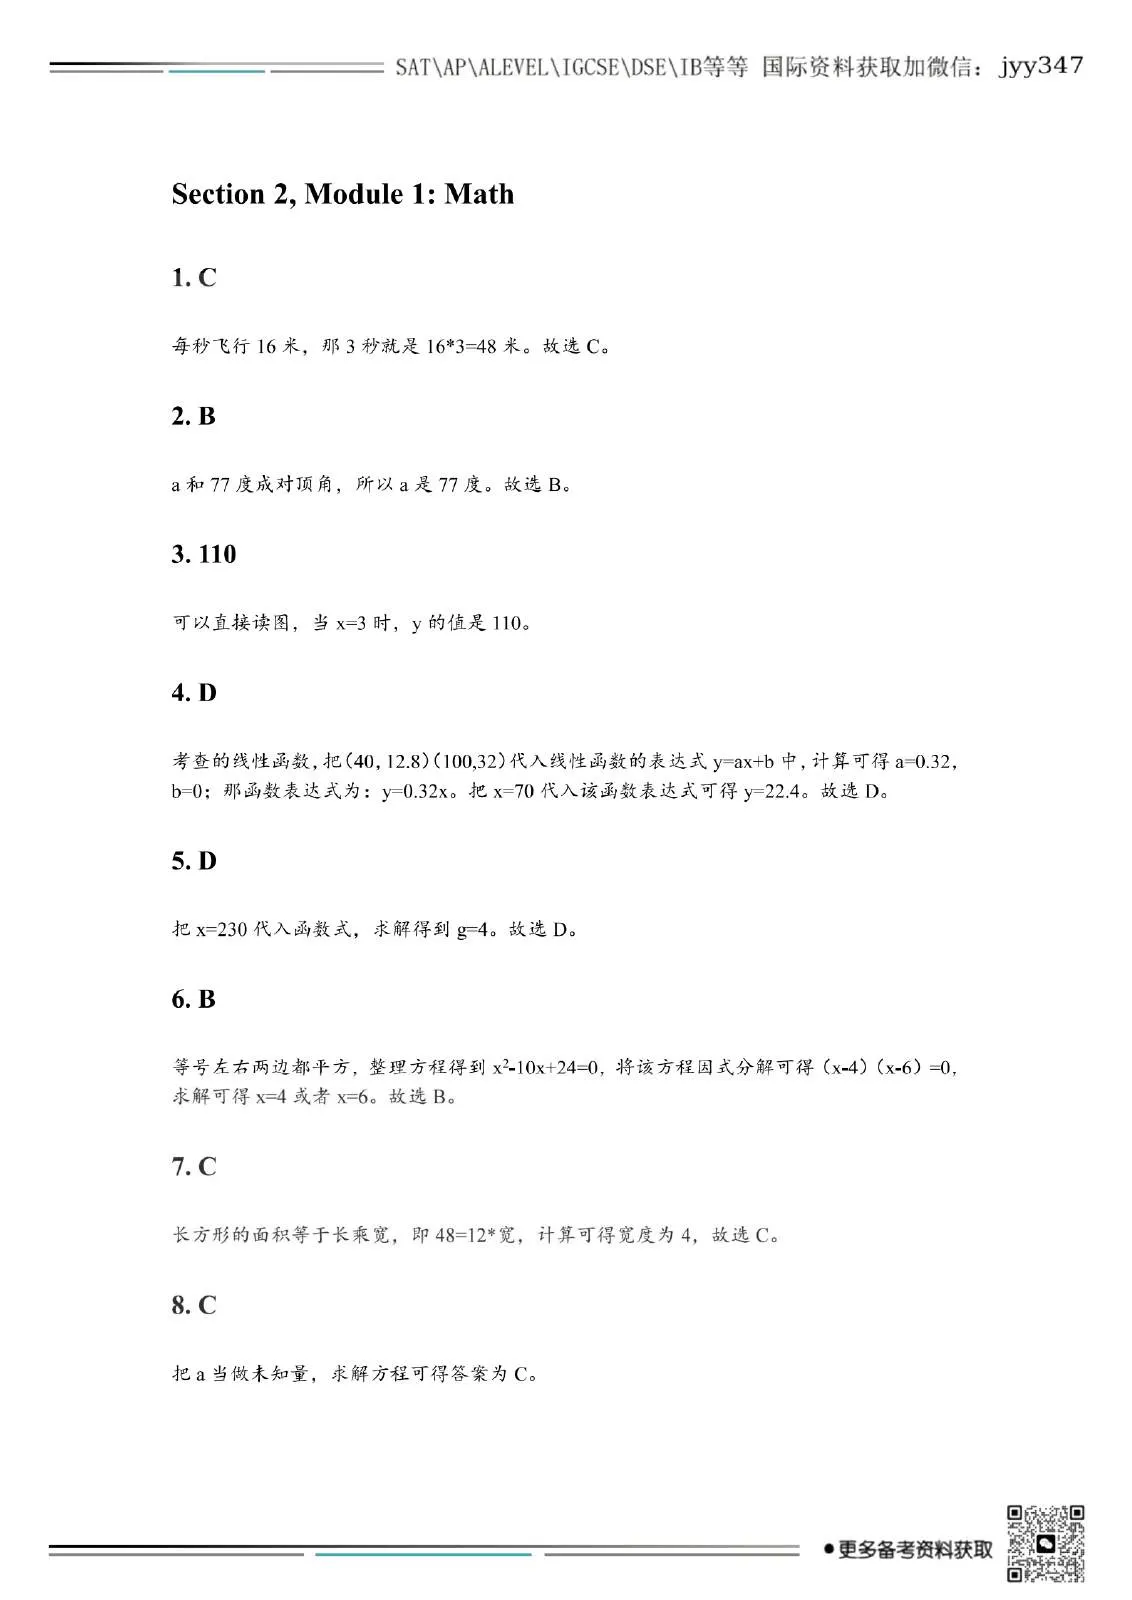 SAT\AP\ALEVEL\IGCSE\DSE\IB等等 国际资料获取加微信: jyy347
Section 2, Module 1: Math
1. C
每秒飞行 16 米，那 3 秒就是 16*3=48 米。故选 C。
2. B
a 和 77 度成对顶角，所以 a 是 77 度。故选 B。
3. 110
可以直接读图，当 x=3 时，y 的值是 110。
4. D
考查的线性函数，把（40, 12.8）（100,32）代入线性函数的表达式 y=ax+b 中，计算可得 a=0.32，
b=0；那函数表达式为：y=0.32x。把 x=70 代入该函数表达式可得 y=22.4。故选 D。
5. D
把 x=230 代入函数式，求解得到 g=4。故选 D。
6. B
等号左右两边都平方，整理方程得到 x²-10x+24=0，将该方程因式分解可得（x-4）（x-6）=0，
求解可得 x=4 或者 x=6。故选 B。
7. C
长方形的面积等于长乘宽，即 48=12*宽，计算可得宽度为 4，故选 C。
8. C
把 a 当做未知量，求解方程可得答案为 C。
●更多备考资料获取